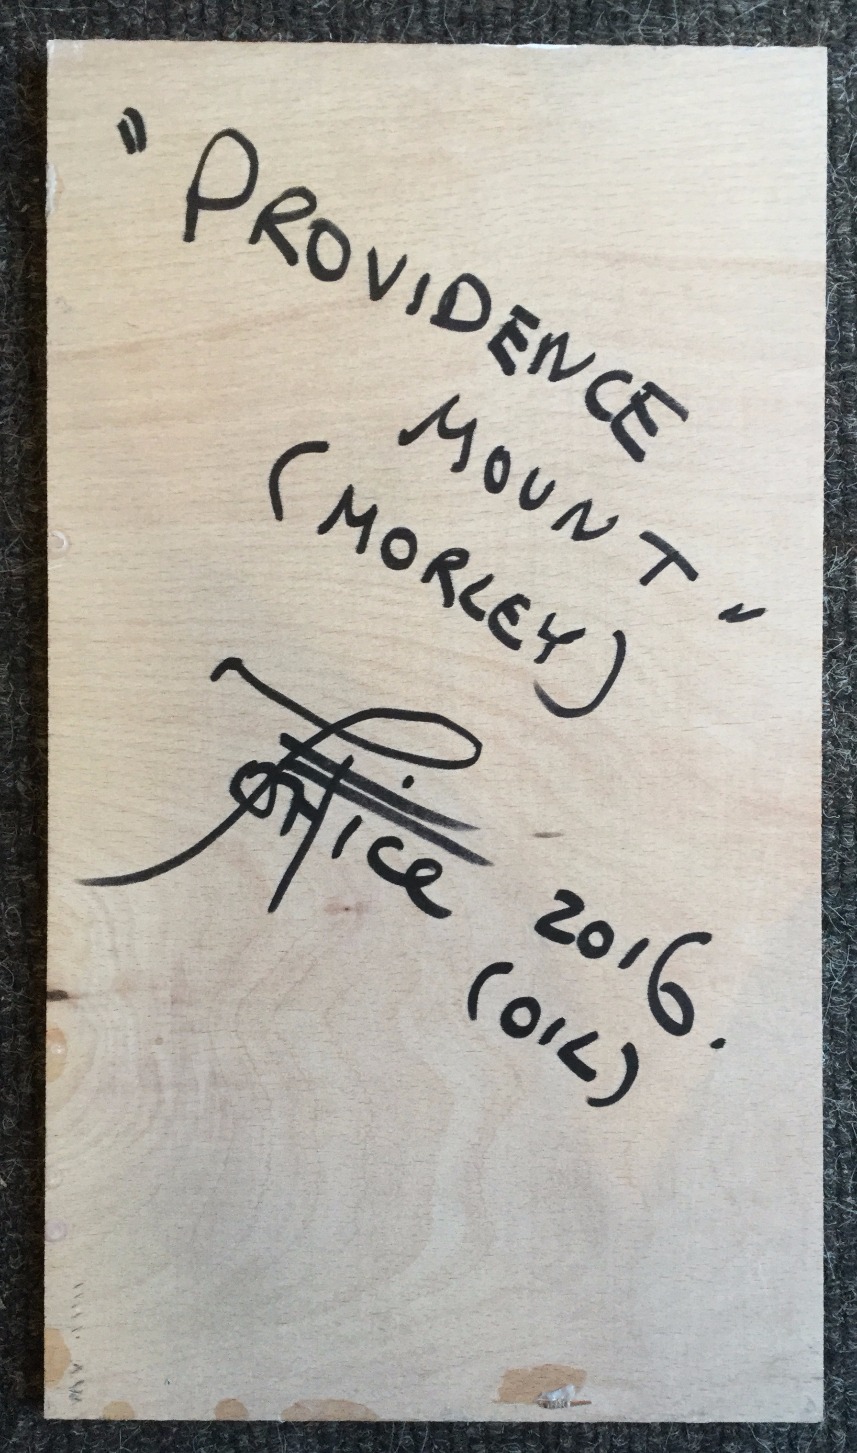 "PROVIDENCE
MOUNT"
(MORLEY)
2016.
(OIL)